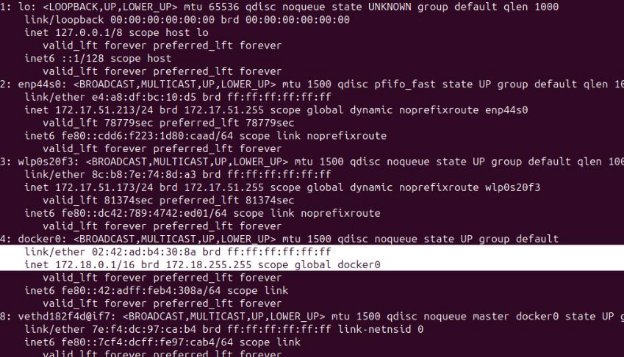 1: lo: <LOOPBACK,UP,LOWER_UP> mtu 65536 qdisc noqueue state UNKNOWN group default qlen 1000
link/loopback 00:00:00:00:00:00 brd 00:00:00:00:00:00
inet 127.0.0.1/8 scope host lo
valid_lft forever preferred_lft forever
inet6 ::1/128 scope host
valid_lft forever preferred_lft forever
2: enp44s0: <BROADCAST,MULTICAST,UP,LOWER_UP> mtu 1500 qdisc pfifo_fast state UP group default qlen 1
link/ether e4:a8:df:bc:10:d5 brd ff:ff:ff:ff:ff:ff
inet 172.17.51.213/24 brd 172.17.51.255 scope global dynamic noprefixroute enp44s0
valid_lft 78779sec preferred_lft 78779sec
inet6 fe80::cdd6:f223:1d80:caad/64 scope link noprefixroute
valid_lft forever preferred_lft forever
3: wlp0s20f3: <BROADCAST,MULTICAST,UP,LOWER_UP> mtu 1500 qdisc noqueue state UP group default qlen 100
link/ether 8c:b8:7e:74:8d:a3 brd ff:ff:ff:ff:ff:ff
inet 172.17.51.173/24 brd 172.17.51.255 scope global dynamic noprefixroute wlp0s20f3
valid_lft 81374sec preferred_lft 81374sec
inet6 fe80::dc42:789:4742:ed01/64 scope link noprefixroute
valid_lft forever preferred_lft forever
4: docker0: <BROADCAST,MULTICAST,UP,LOWER_UP> mtu 1500 qdisc noqueue state UP group default
link/ether 02:42:ad:b4:30:8a brd ff:ff:ff:ff:ff:ff
inet 172.18.0.1/16 brd 172.18.255.255 scope global docker0
valid_lft forever preferred_lft forever
inet6 fe80::42:adff:feb4:308a/64 scope link
valid_lft forever preferred_lft forever
8: vethd182f4d@if7: <BROADCAST,MULTICAST,UP,LOWER_UP> mtu 1500 qdisc noqueue master docker0 state UP g
link/ether 7e:f4:dc:97:ca:b4 brd ff:ff:ff:ff:ff:ff link-netnsid 0
inet6 fe80::7cf4:dcff:fe97:cab4/64 scope link
valid_lft forever preferred_lft forever